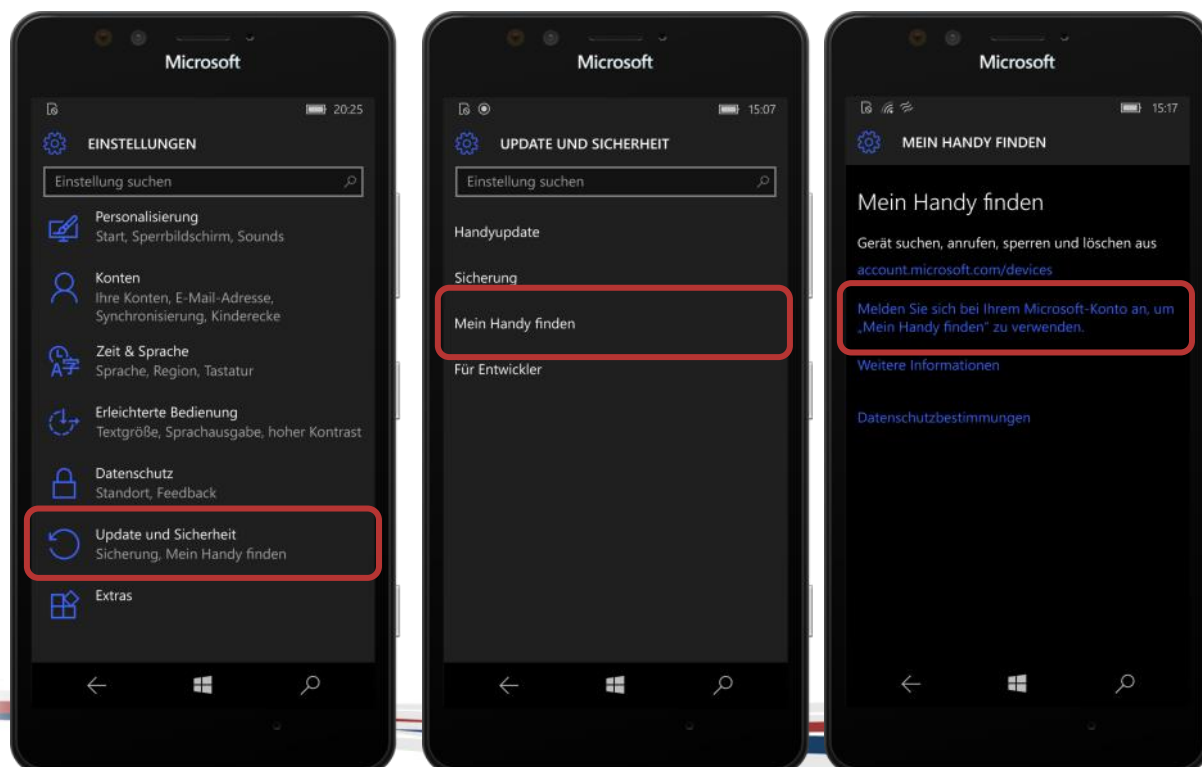 Microsoft
20:25
EINSTELLUNGEN
Einstellung suchen
Personalisierung
Start, Sperrbildschirm, Sounds
Konten
Ihre Konten, E-Mail-Adresse,
Synchronisierung, Kinderecke
Zeit & Sprache
Sprache, Region, Tastatur
Erleichterte Bedienung
Textgröße, Sprachausgabe, hoher Kontrast
Datenschutz
Standort, Feedback
Update und Sicherheit
Sicherung, Mein Handy finden
Extras
Microsoft
15:07
UPDATE UND SICHERHEIT
Einstellung suchen
Handyupdate
Sicherung
Mein Handy finden
Für Entwickler
Microsoft
15:17
MEIN HANDY FINDEN
Mein Handy finden
Gerät suchen, anrufen, sperren und löschen aus
account.microsoft.com/devices
Melden Sie sich bei Ihrem Microsoft-Konto an, um
„Mein Handy finden“ zu verwenden.
Weitere Informationen
Datenschutzbestimmungen